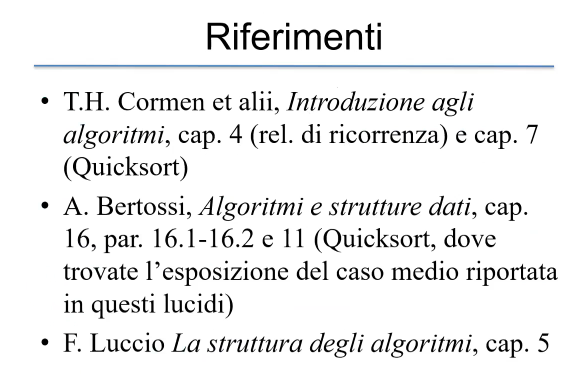 Riferimenti
• T.H. Cormen et alii, Introduzione agli
algoritmi, cap. 4 (rel. di ricorrenza) e cap. 7
(Quicksort)
• A. Bertossi, Algoritmi e strutture dati, cap.
16, par. 16.1-16.2 e 11 (Quicksort, dove
trovate l’esposizione del caso medio riportata
in questi lucidi)
• F. Luccio La struttura degli algoritmi, cap. 5